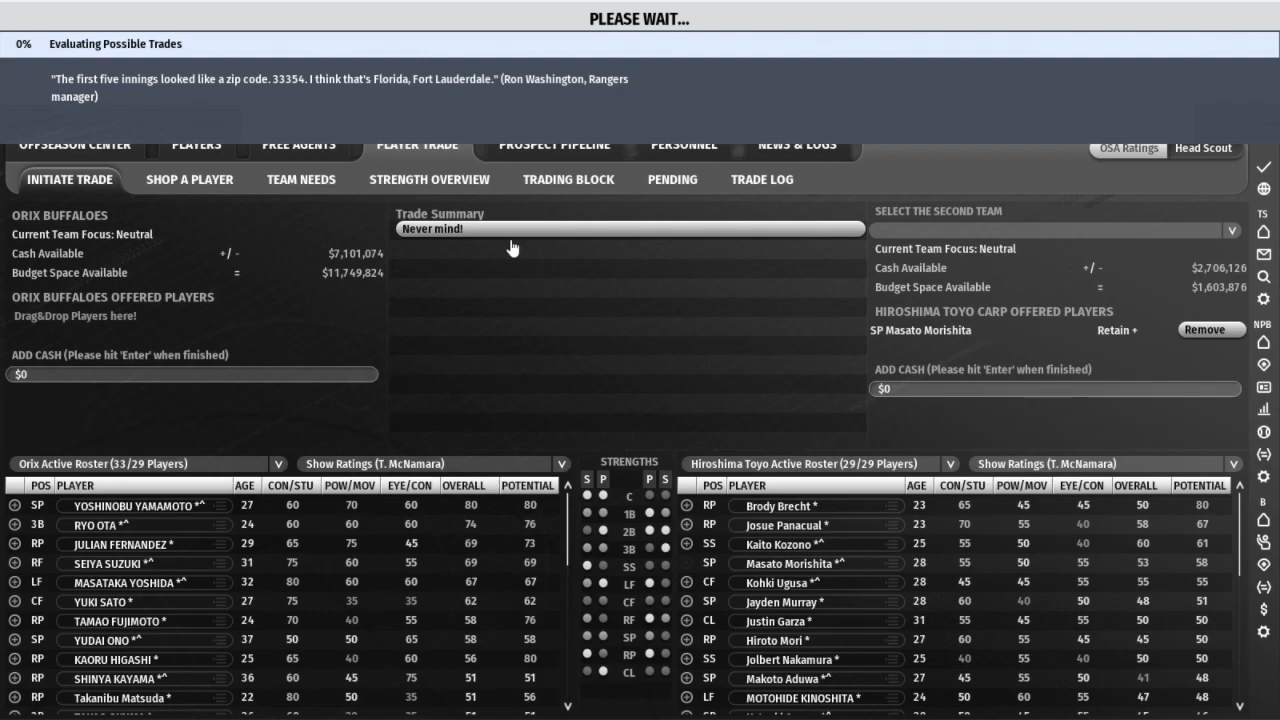 PLEASE WAIT...
0% Evaluating Possible Trades
"The first five innings looked like a zip code. 33354. I think that's Florida, Fort Lauderdale." (Ron Washington, Rangers
manager)
OFFSEASON CENTER PLAYERS FREE AGENTS PLAYER TRADE PROSPECT PIPELINE PERSONNEL NEWS & LOGS OSA Ratings Head Scout
INITIATE TRADE SHOP A PLAYER TEAM NEEDS STRENGTH OVERVIEW TRADING BLOCK PENDING TRADE LOG
ORIX BUFFALOES
Current Team Focus: Neutral
Cash Available +/- $7,101,074
Budget Space Available = $11,749,824
ORIX BUFFALOES OFFERED PLAYERS
Drag&Drop Players here!
ADD CASH (Please hit 'Enter' when finished)
$0
Trade Summary
Never mind!
SELECT THE SECOND TEAM
V
Current Team Focus: Neutral
Cash Available +/- $2,706,126
Budget Space Available = $1,603,876
HIROSHIMA TOYO CARP OFFERED PLAYERS
SP Masato Morishita Retain + Remove
ADD CASH (Please hit 'Enter' when finished)
$0
TS
NPB
B
$
Orix Active Roster (33/29 Players) V Show Ratings (T. McNamara) V
POS PLAYER AGE CON/STU POW/MOV EYE/CON OVERALL POTENTIAL
SP YOSHINOBU YAMAMOTO *^ 27 60 70 60 80 80
3B RYO OTA *^ 24 60 60 60 74 76
RP JULIAN FERNANDEZ * 29 65 75 45 69 73
RF SEIYA SUZUKI *^ 31 75 60 55 69 69
LF MASATAKA YOSHIDA *^ 32 80 60 60 67 67
CF YUKI SATO * 27 75 35 35 62 62
RP TAMAO FUJIMOTO * 24 70 40 55 58 76
SP YUDAI ONO *^ 37 50 50 65 58 58
RP KAORU HIGASHI * 25 65 40 60 56 80
RP SHINYA KAYAMA *^ 36 60 45 75 51 51
RP Takanibu Matsuda * 22 80 50 35 51 56
STRENGTHS
S P P S
C
1B
2B
3B
SS
LF
CF
RF
SP
RP
CL
Hiroshima Toyo Active Roster (29/29 Players) V Show Ratings (T. McNamara) V
POS PLAYER AGE CON/STU POW/MOV EYE/CON OVERALL POTENTIAL
RP Brody Brecht * 23 65 45 45 50 80
RP Josue Panacual * 23 70 55 40 58 67
SS Kaito Kozono *^ 25 55 50 40 60 61
SP Masato Morishita *^ 28 55 50 55 53 58
CF Kohki Ugusa *^ 28 45 45 55 55 55
SP Jayden Murray * 28 60 40 50 48 51
CL Justin Garza * 31 55 45 55 50 50
RP Hiroto Mori * 27 60 55 45 45 50
SS Jolbert Nakamura * 25 40 55 40 50 50
SP Makoto Aduwa *^ 27 45 55 50 41 48
LF MOTOHIDE KINOSHITA * 24 50 60 55 47 48